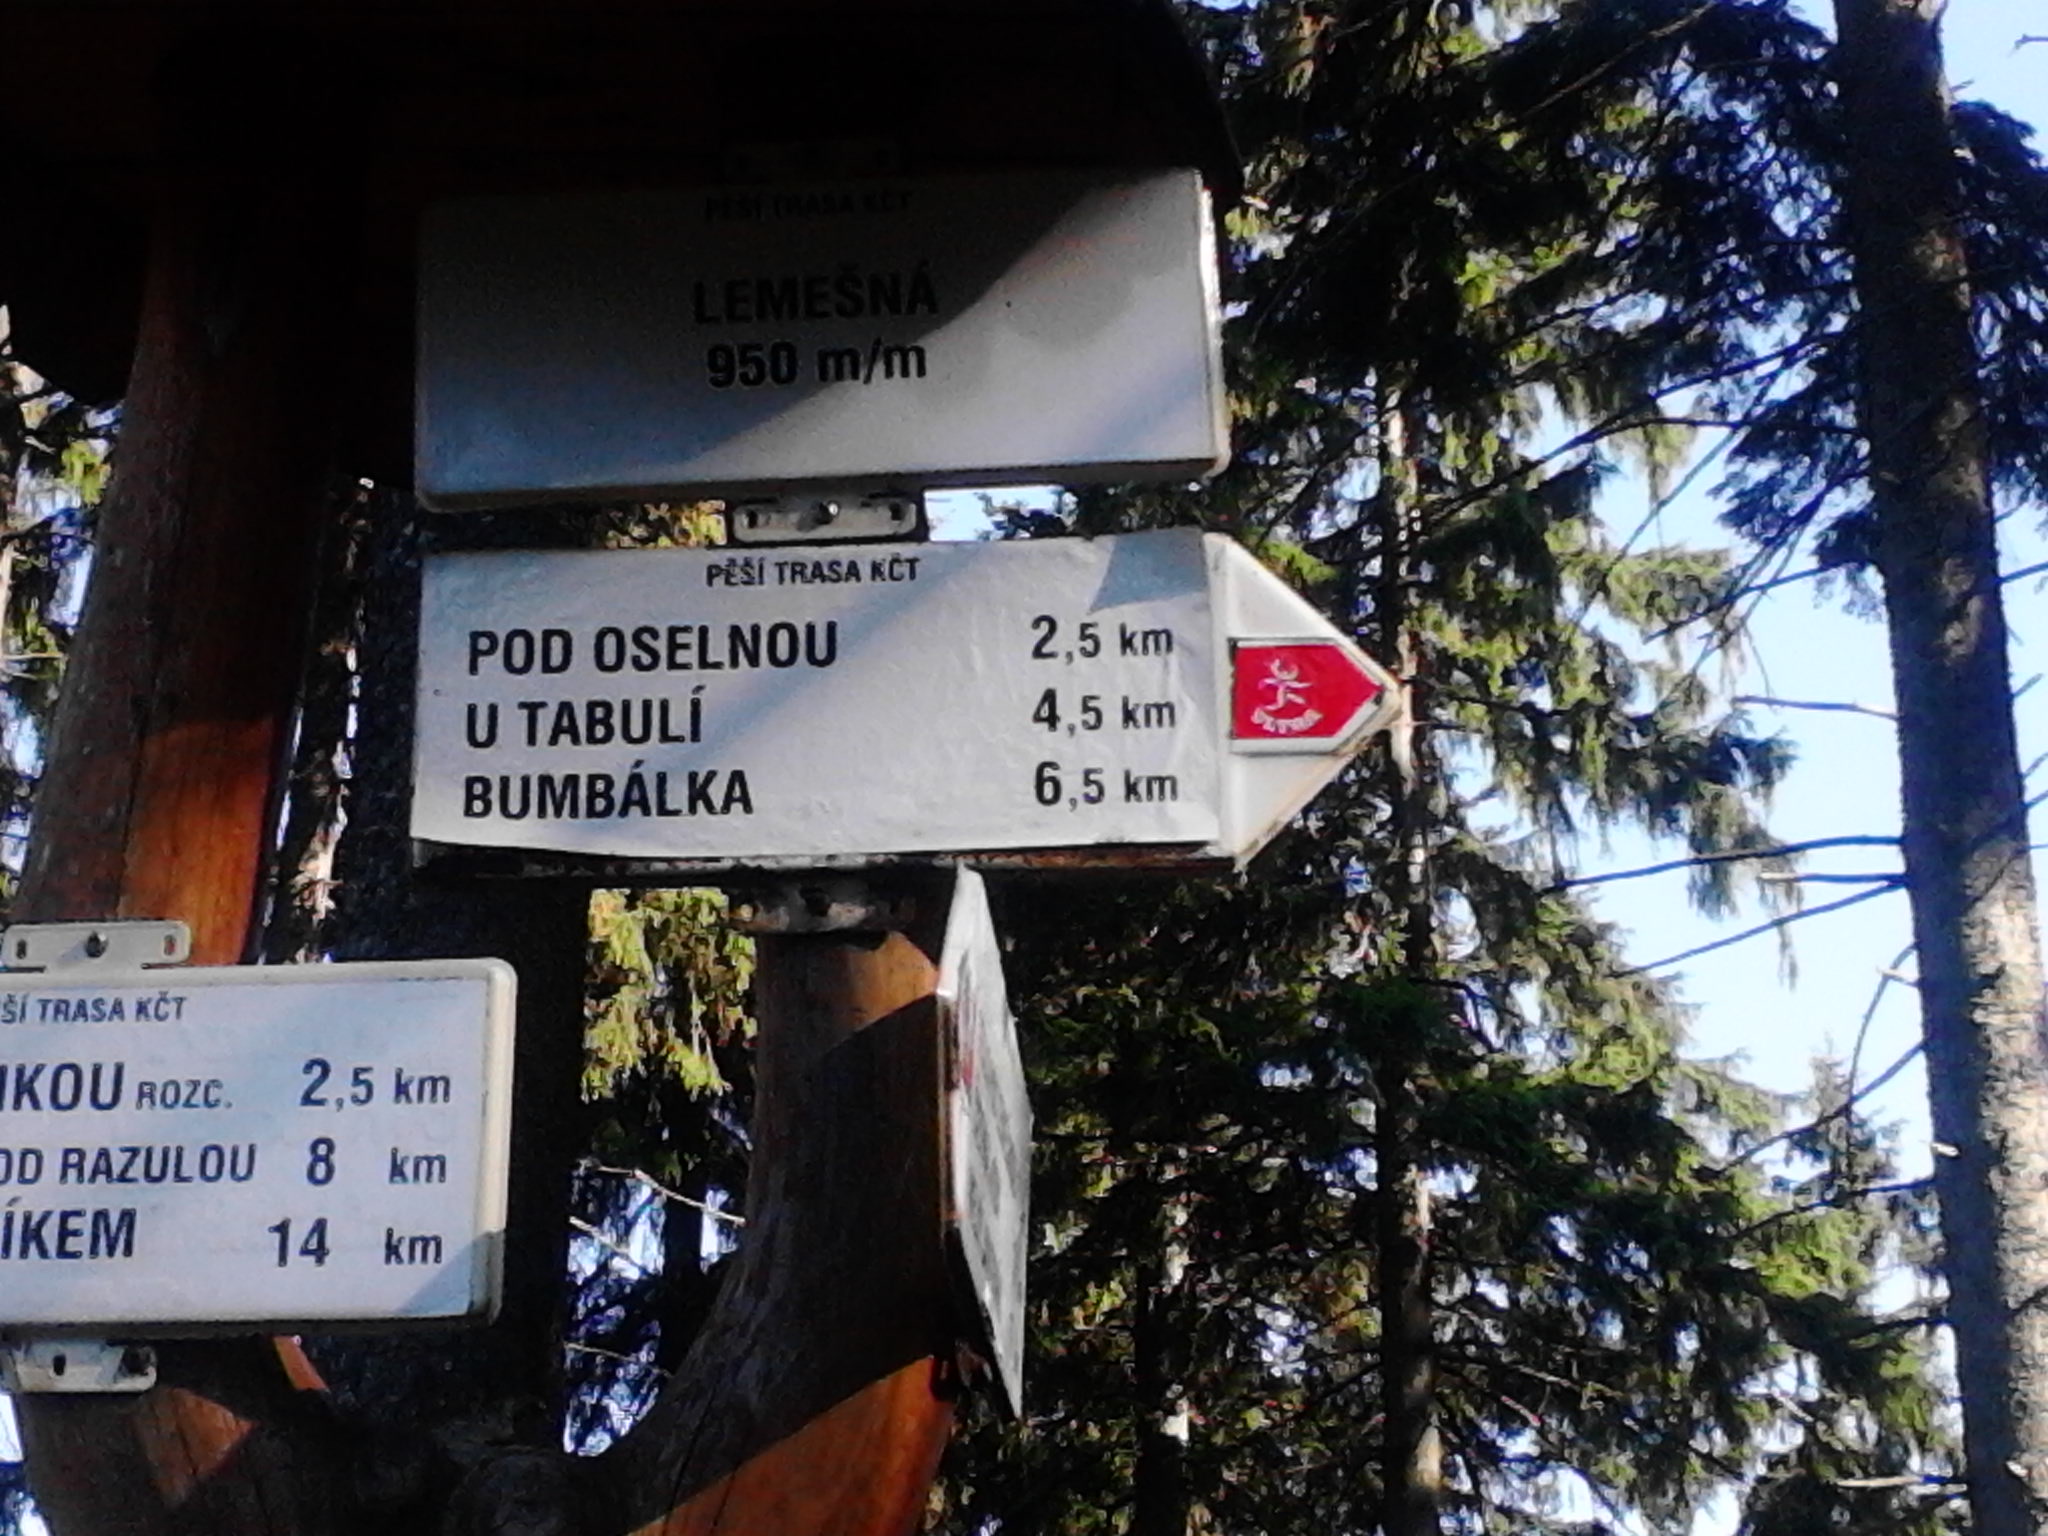 PĚŠÍ TRASA KČT
LEMEŠNÁ
950 m/m
PĚŠÍ TRASA KČT
POD OSELNOU 2,5 km
U TABULÍ 4,5 km
BUMBÁLKA 6,5 km
ULTRA
ŠÍ TRASA KČT
IKOU ROZC. 2,5 km
OD RAZULOU 8 km
ÍKEM 14 km